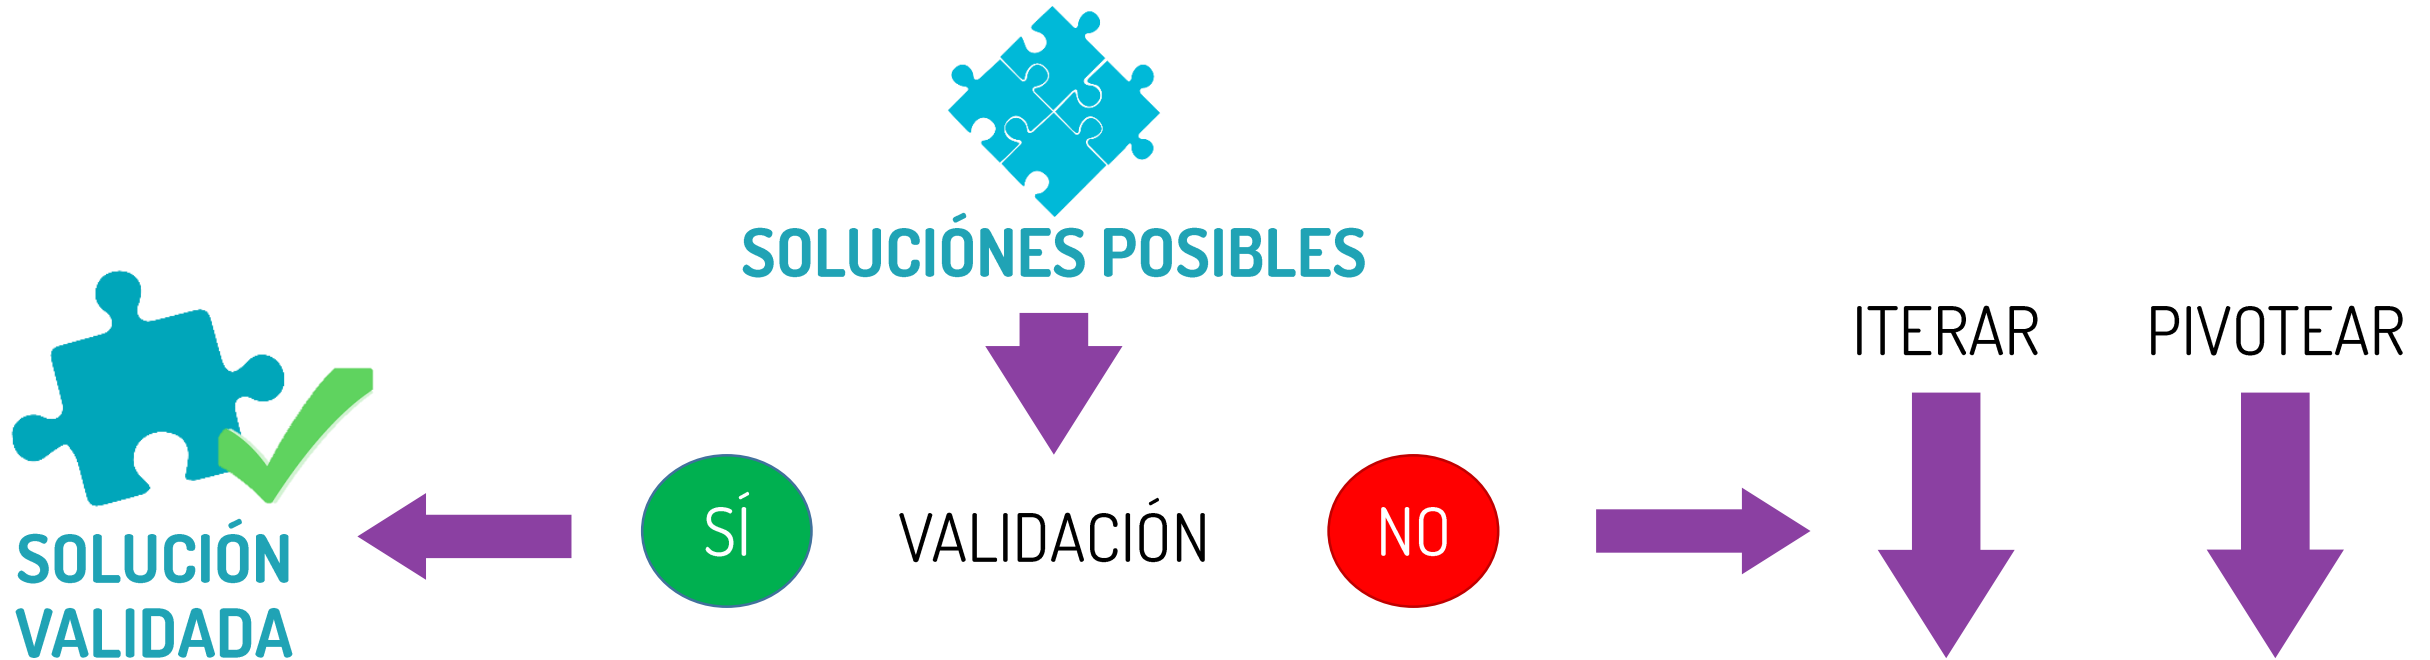 SOLUCIÓNES POSIBLES
ITERAR
PIVOTEAR
SÍ
VALIDACIÓN
NO
SOLUCIÓN
VALIDADA